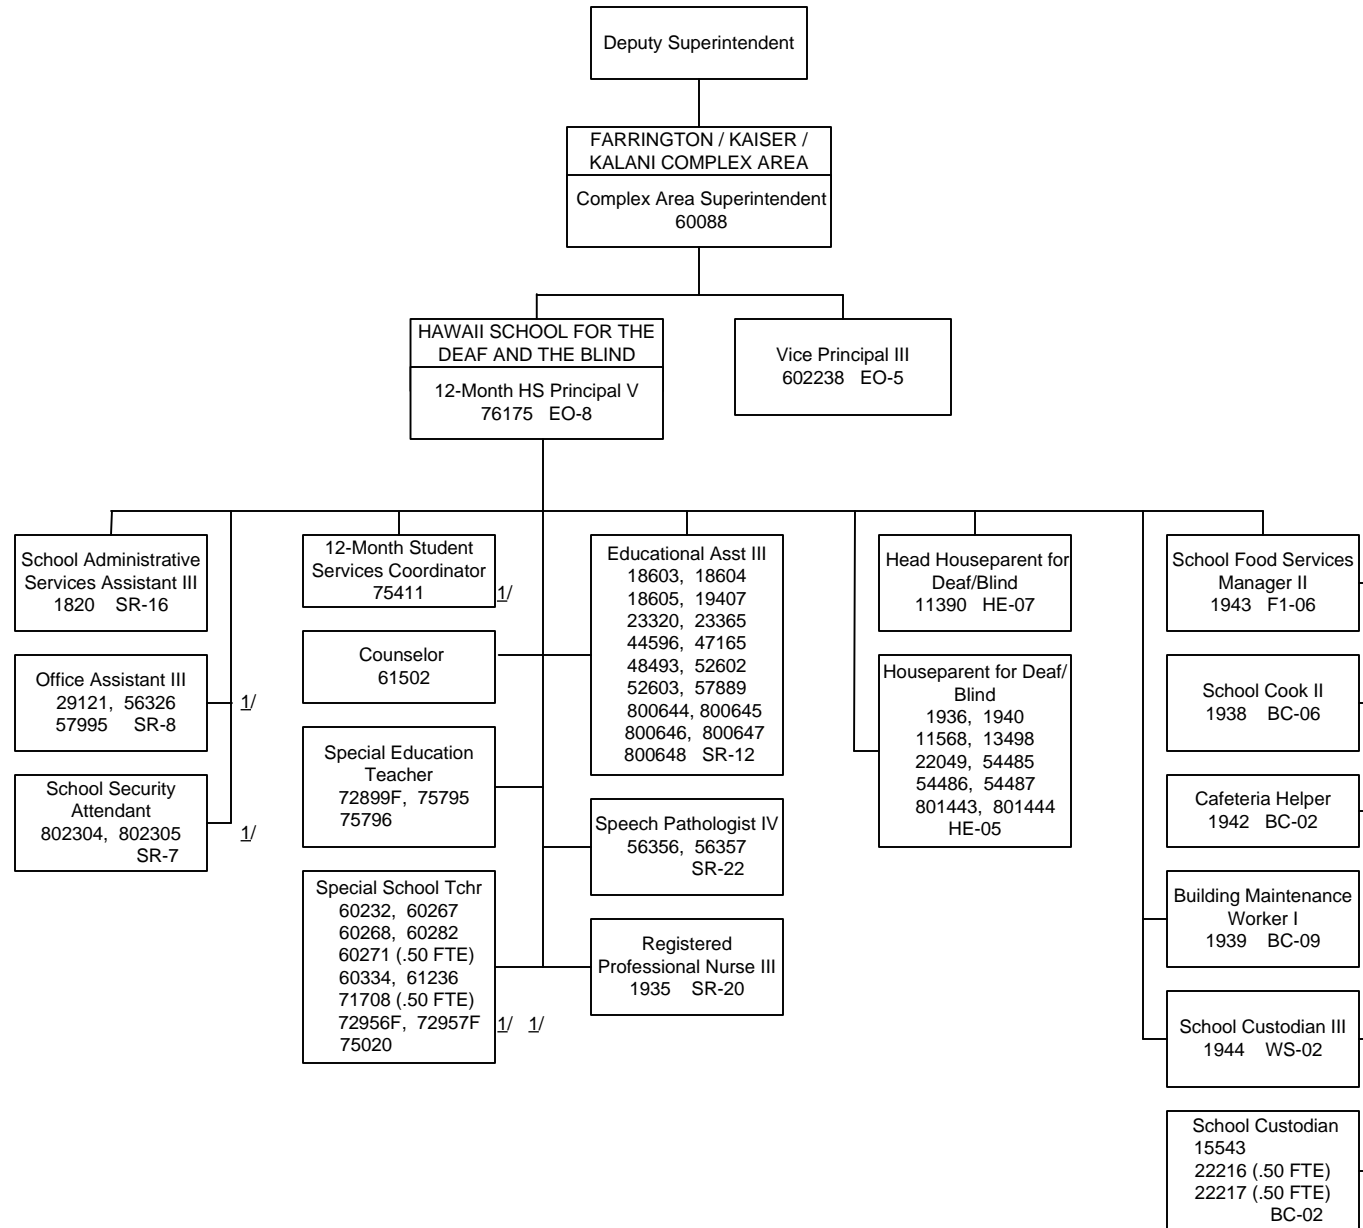 Deputy Superintendent
FARRINGTON / KAISER /
KALANI COMPLEX AREA
Complex Area Superintendent
60088
HAWAII SCHOOL FOR THE
DEAF AND THE BLIND
12-Month HS Principal V
76175 EO-8
Vice Principal III
602238 EO-5
School Administrative
Services Assistant III
1820 SR-16
Office Assistant III
29121, 56326
57995 SR-8
1/
School Security
Attendant
802304, 802305
SR-7
1/
12-Month Student
Services Coordinator
75411
1/
Counselor
61502
Special Education
Teacher
72899F, 75795
75796
Special School Tchr
60232, 60267
60268, 60282
60271 (.50 FTE)
60334, 61236
71708 (.50 FTE)
72956F, 72957F
75020
1/ 1/
Educational Asst III
18603, 18604
18605, 19407
23320, 23365
44596, 47165
48493, 52602
52603, 57889
800644, 800645
800646, 800647
800648 SR-12
Speech Pathologist IV
56356, 56357
SR-22
Registered
Professional Nurse III
1935 SR-20
Head Houseparent for
Deaf/Blind
11390 HE-07
Houseparent for Deaf/
Blind
1936, 1940
11568, 13498
22049, 54485
54486, 54487
801443, 801444
HE-05
School Food Services
Manager II
1943 F1-06
School Cook II
1938 BC-06
Cafeteria Helper
1942 BC-02
Building Maintenance
Worker I
1939 BC-09
School Custodian III
1944 WS-02
School Custodian
15543
22216 (.50 FTE)
22217 (.50 FTE)
BC-02